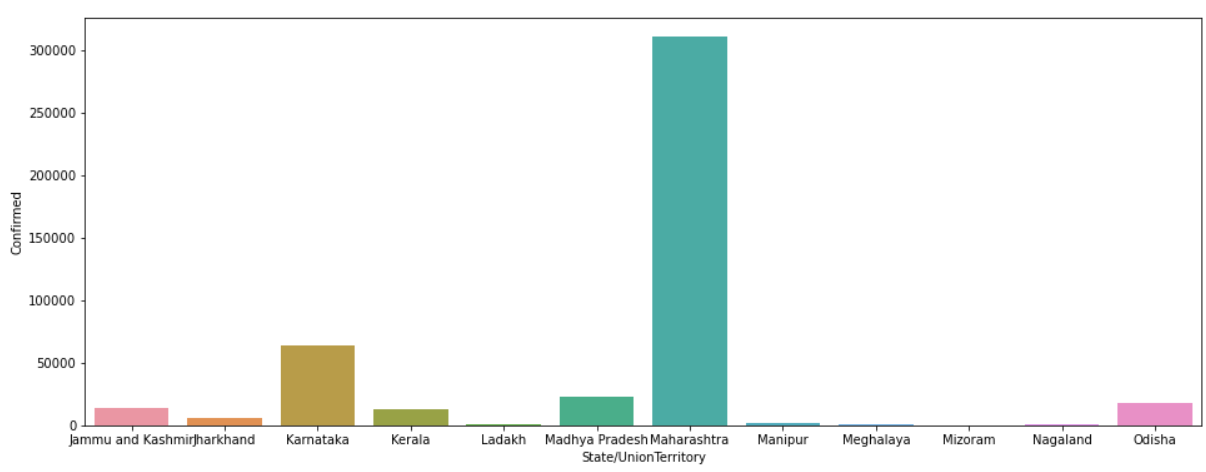 300000
250000
200000
150000
100000
50000
0
Confirmed
Jammu and Kashmir Jharkhand Karnataka Kerala Ladakh Madhya Pradesh Maharashtra Manipur Meghalaya Mizoram Nagaland Odisha
State/UnionTerritory